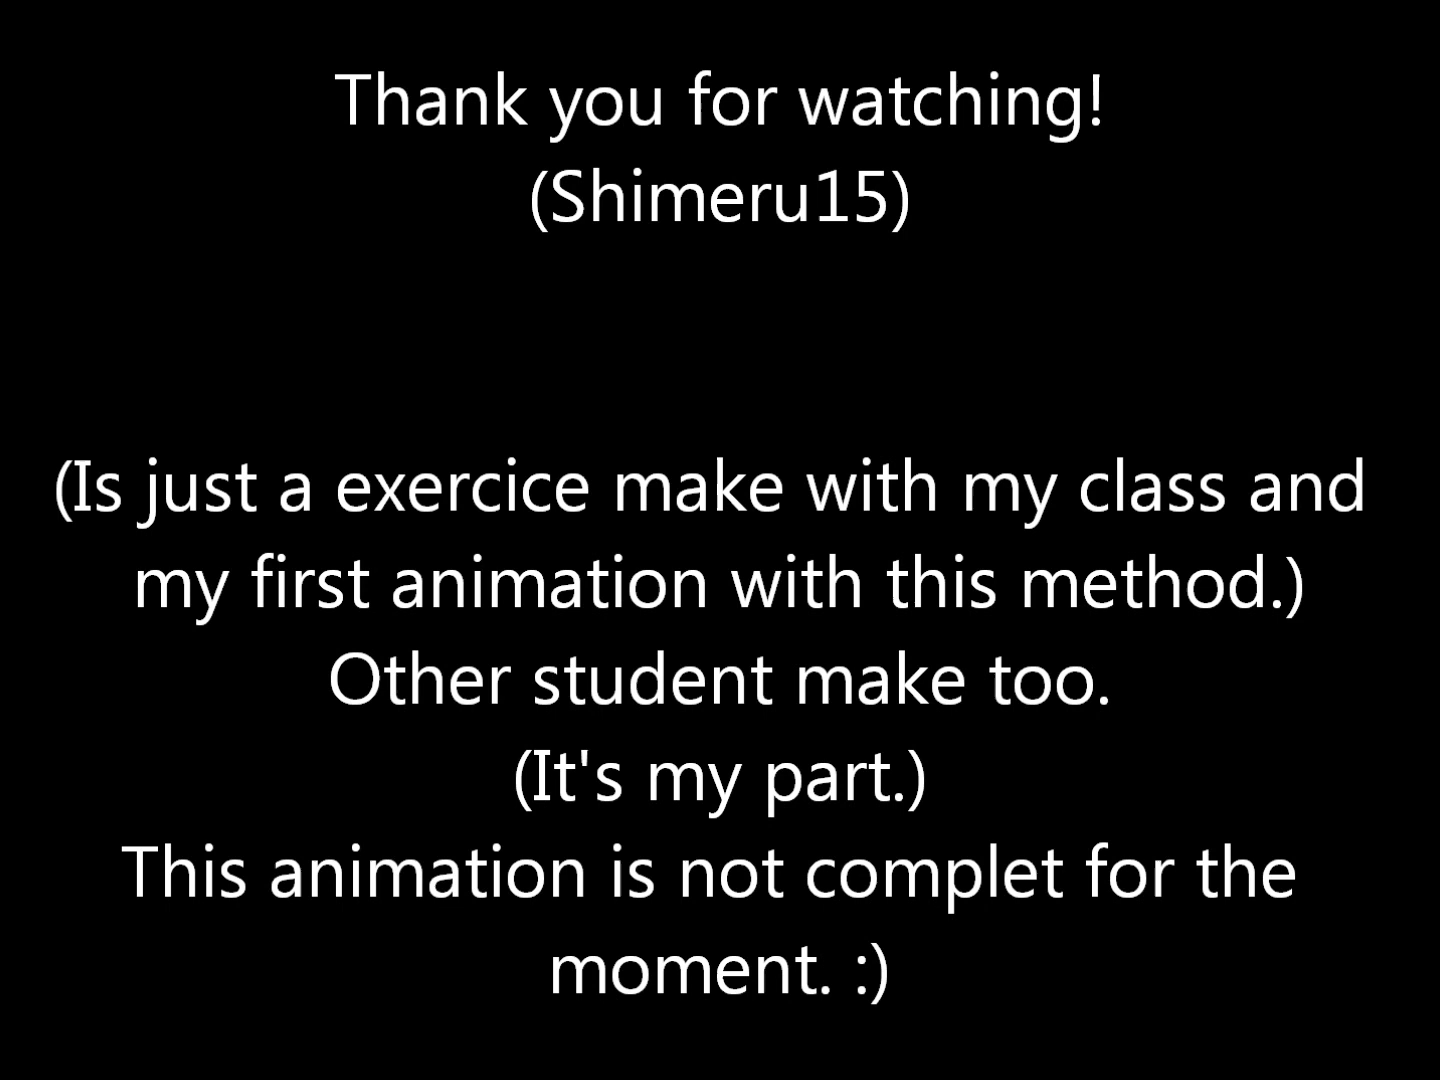 Thank you for watching!
(Shimeru15)
(Is just a exercice make with my class and
my first animation with this method.)
Other student make too.
(It's my part.)
This animation is not complet for the
moment. :)